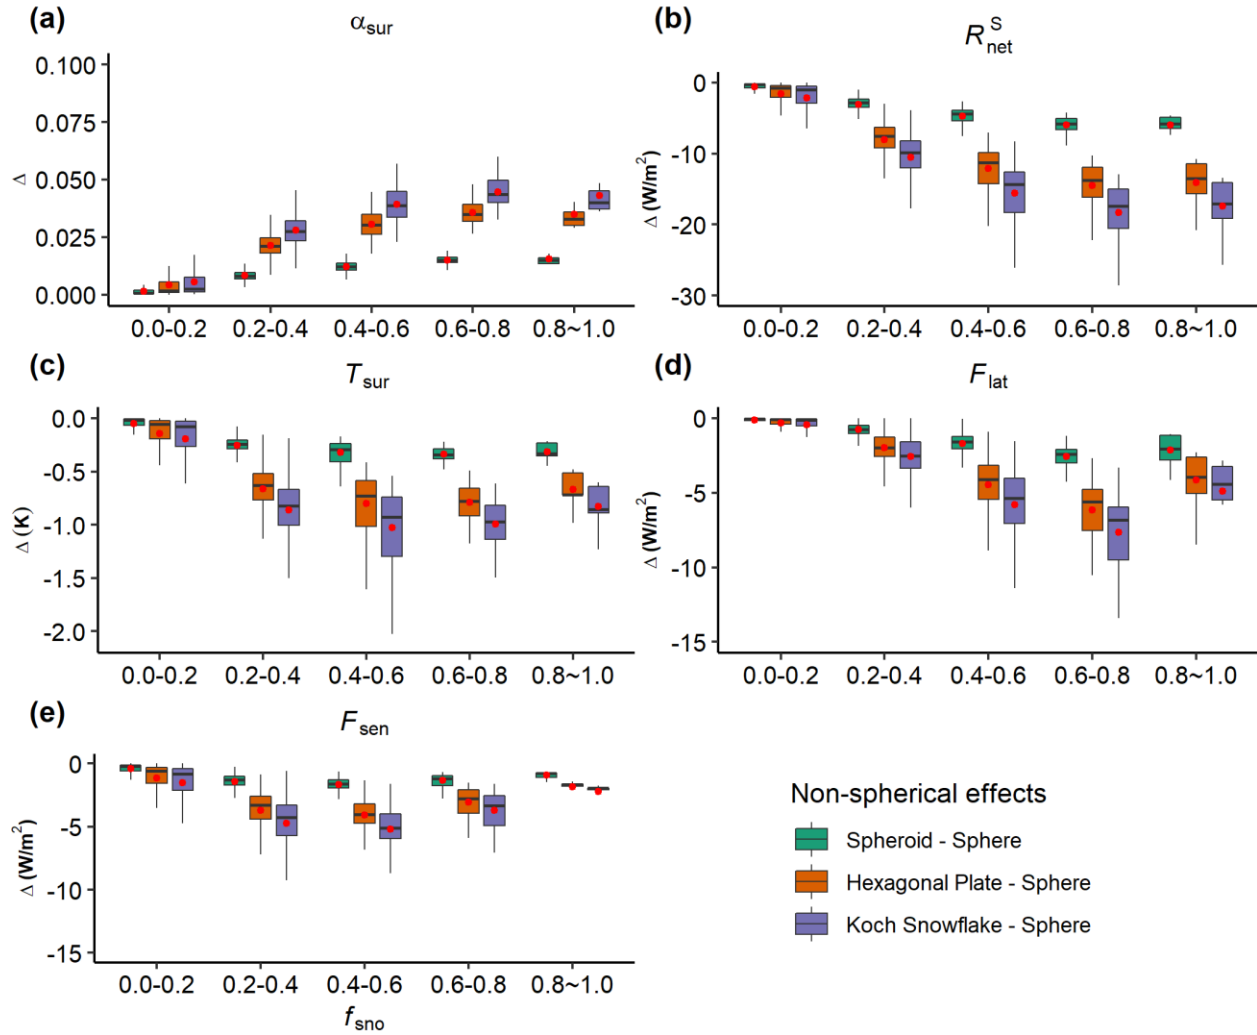 (a)
α sur
0.100
0.075
0.050
0.025
0.000
Δ
0.0-0.2 0.2-0.4 0.4-0.6 0.6-0.8 0.8~1.0
(b)
R S net
0
-10
-20
-30
Δ (W/m²)
0.0-0.2 0.2-0.4 0.4-0.6 0.6-0.8 0.8~1.0
(c)
T sur
0.0
-0.5
-1.0
-1.5
-2.0
Δ (K)
0.0-0.2 0.2-0.4 0.4-0.6 0.6-0.8 0.8~1.0
(d)
F lat
0
-5
-10
-15
Δ (W/m²)
0.0-0.2 0.2-0.4 0.4-0.6 0.6-0.8 0.8~1.0
(e)
F sen
0
-5
-10
-15
Δ (W/m²)
0.0-0.2 0.2-0.4 0.4-0.6 0.6-0.8 0.8~1.0
f sno
Non-spherical effects
Spheroid - Sphere
Hexagonal Plate - Sphere
Koch Snowflake - Sphere